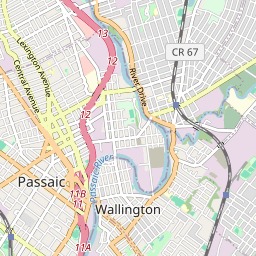 13
Lexington Avenue
CR 67
12
Central Avenue
River Drive
12
Passaic River
Passaic
11B
11
Wallington
11A